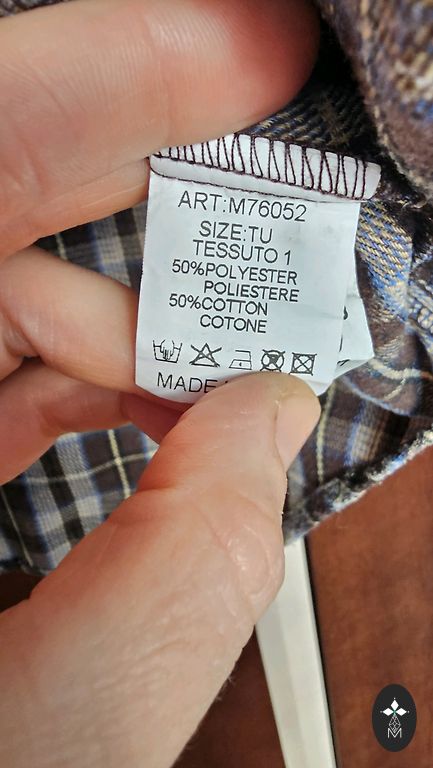 ART:M76052
SIZE:TU
TESSUTO 1
50%POLYESTER
POLIESTERE
50%COTTON
COTONE
MADE
M